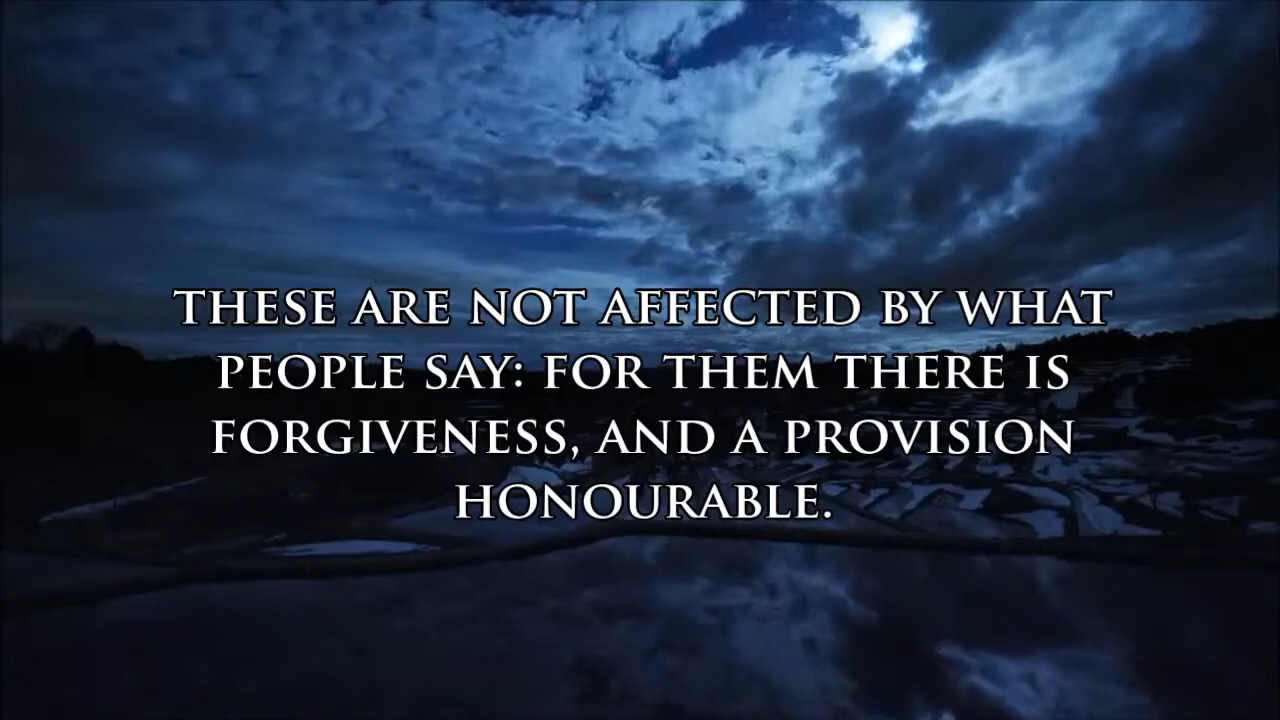 THESE ARE NOT AFFECTED BY WHAT
PEOPLE SAY: FOR THEM THERE IS
FORGIVENESS, AND A PROVISION
HONOURABLE.